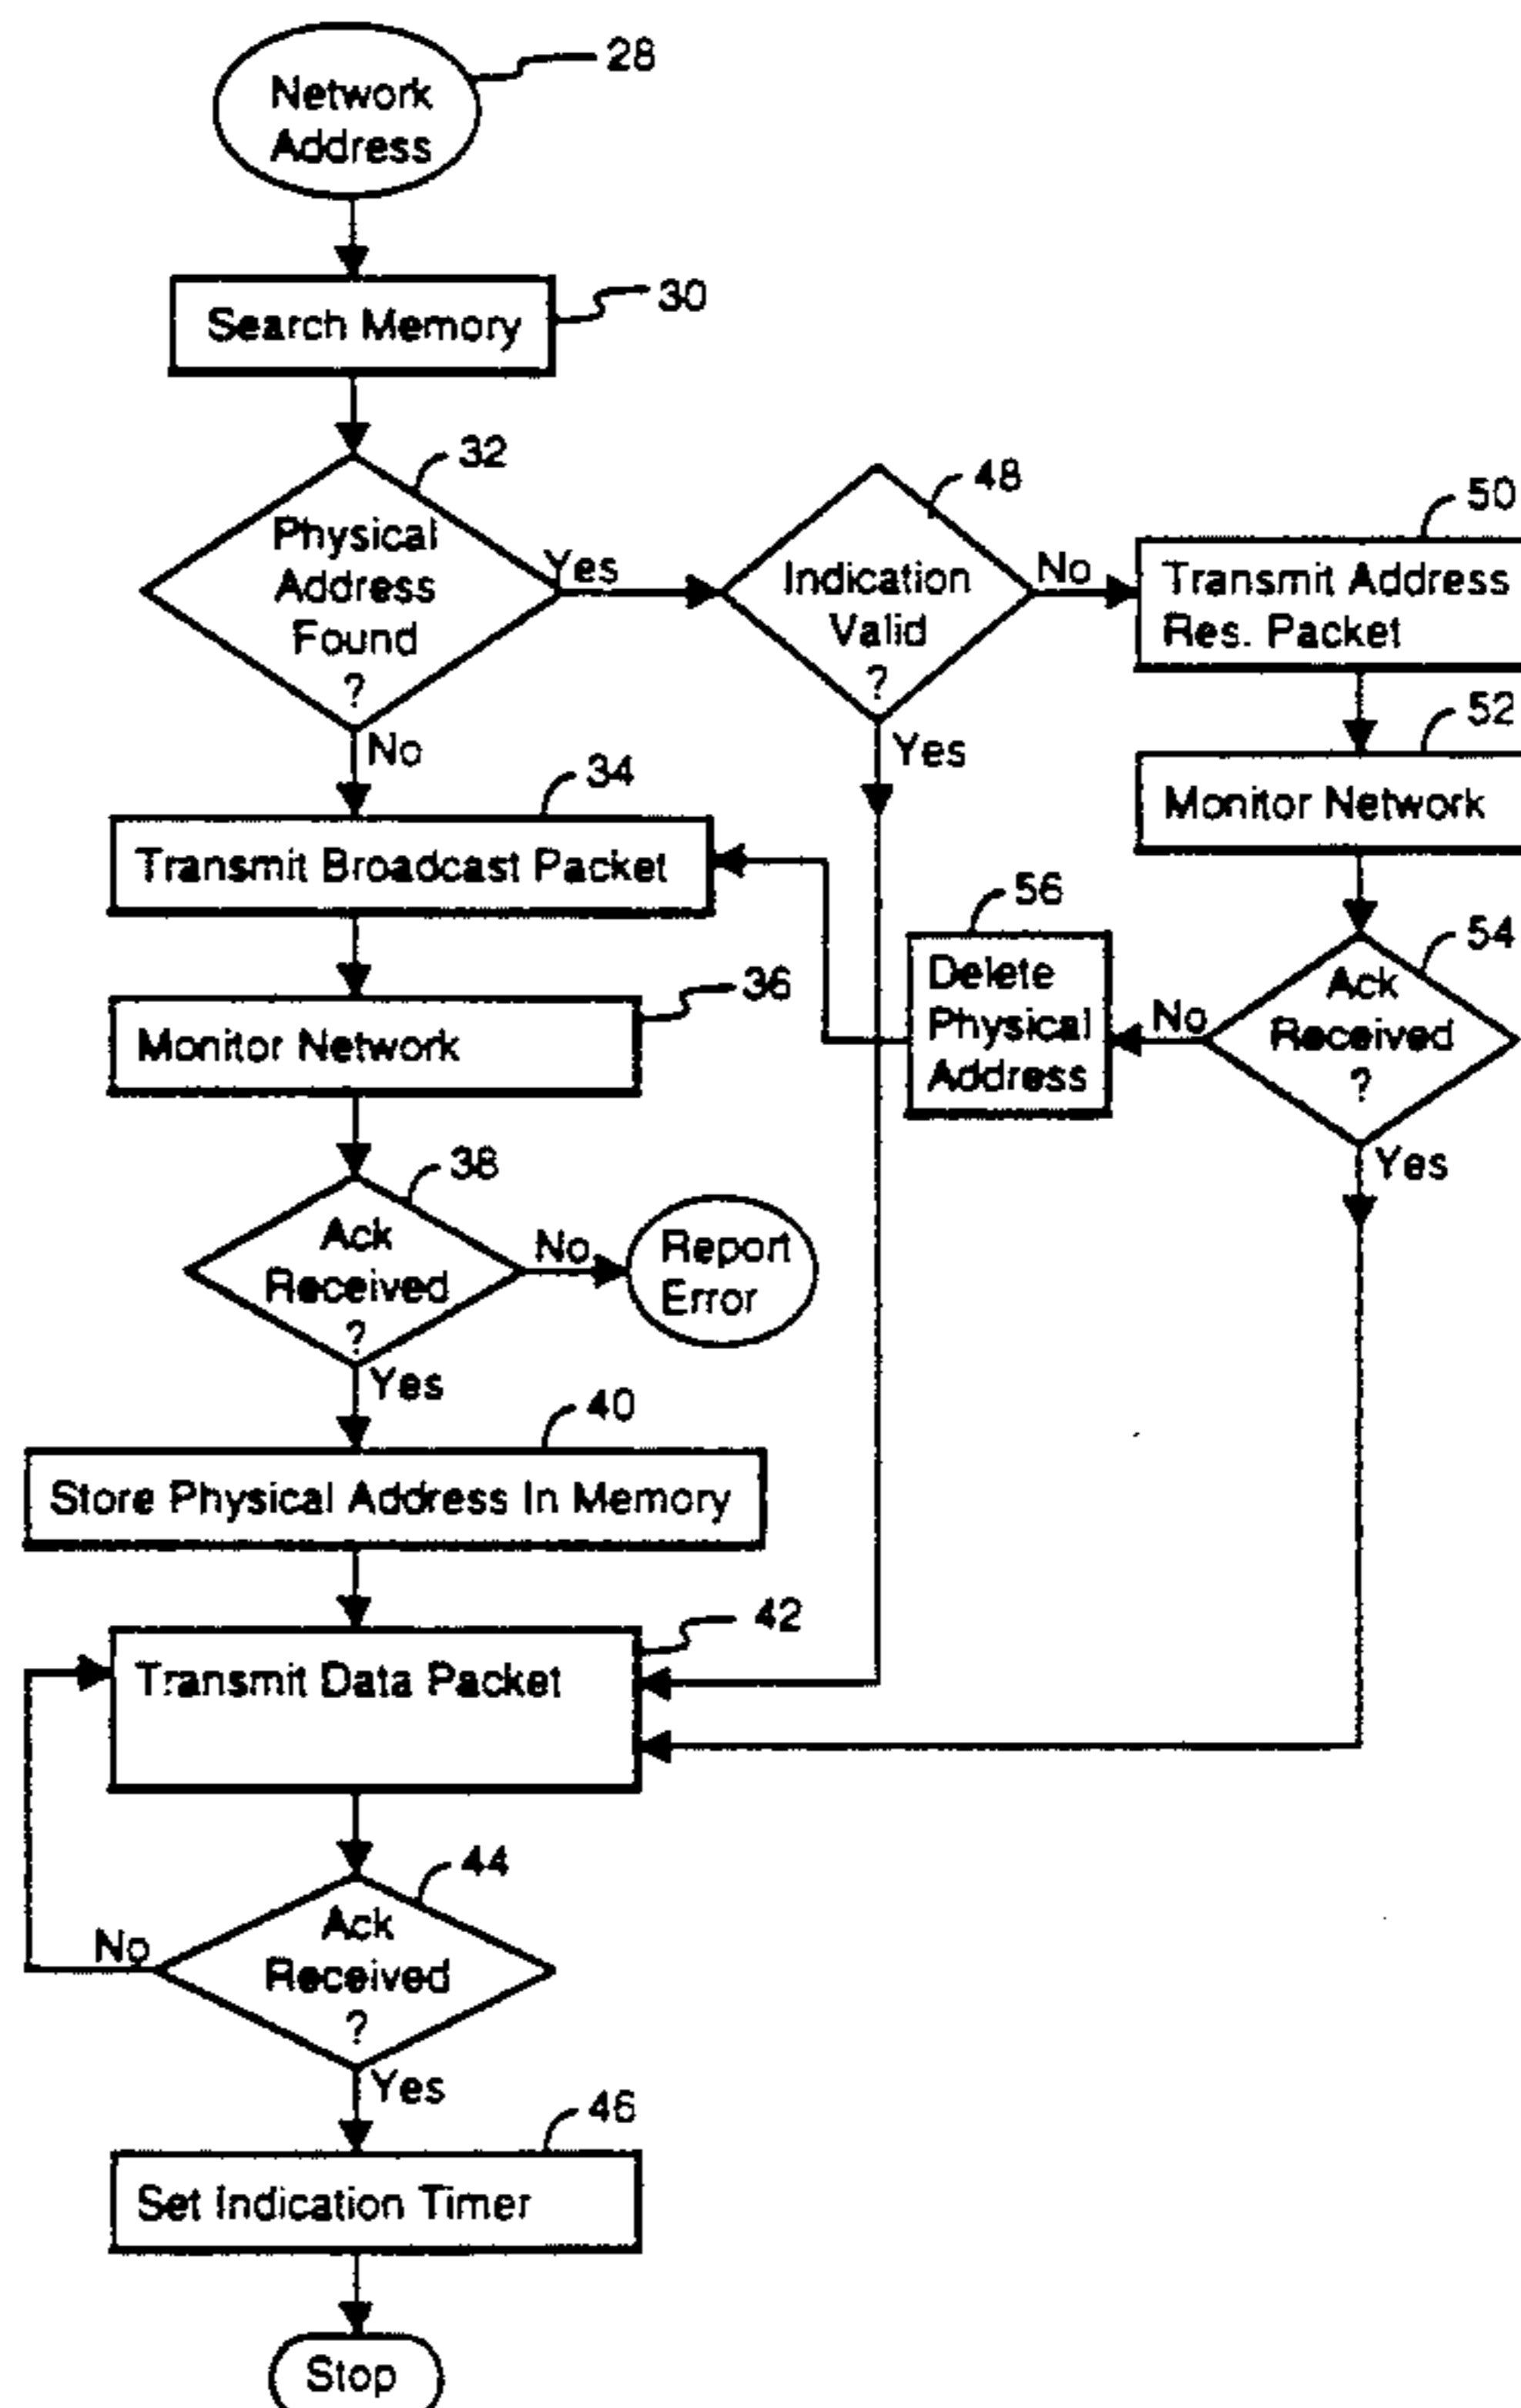 28
Network
Address
30
Search Memory
32
Physical
Address
Found
?
Yes
No
48
Indication
Valid
?
No
Yes
50
Transmit Address
Res. Packet
52
Monitor Network
54
Ack
Received
?
No
Yes
56
Delete
Physical
Address
34
Transmit Broadcast Packet
36
Monitor Network
38
Ack
Received
?
No
Report
Error
Yes
40
Store Physical Address In Memory
42
Transmit Data Packet
44
Ack
Received
?
No
Yes
46
Set Indication Timer
Stop